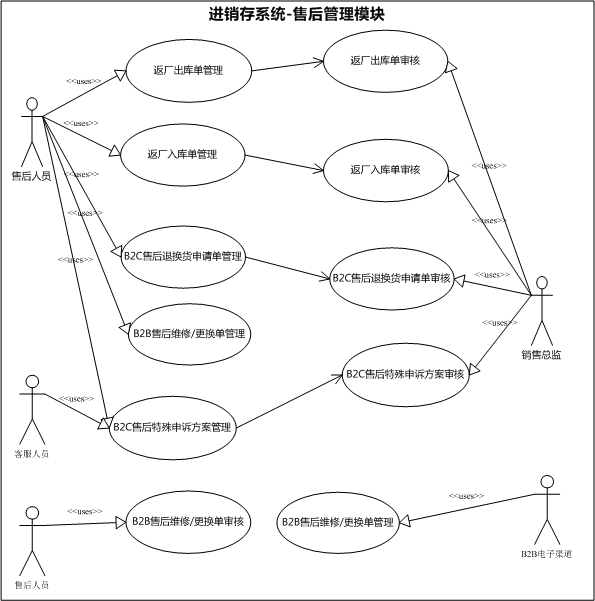 进销存系统-售后管理模块
返厂出库单管理
返厂出库单审核
<<uses>>
<<uses>>
售后人员
返厂入库单管理
返厂入库单审核
<<uses>>
<<uses>>
<<uses>>
<<uses>>
B2C售后退换货申请单管理
<<uses>>
B2C售后退换货申请单审核
<<uses>>
B2B售后维修/更换单管理
<<uses>>
销售总监
B2C售后特殊申诉方案审核
<<uses>>
B2C售后特殊申诉方案管理
客服人员
<<uses>>
<<uses>>
B2B售后维修/更换单审核
B2B售后维修/更换单管理
B2B电子渠道
售后人员